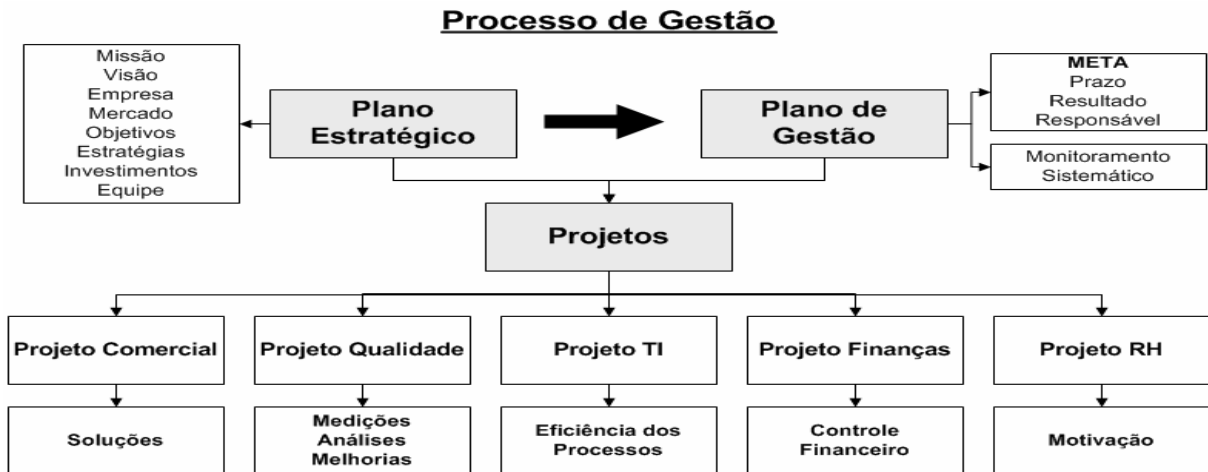 Processo de Gestão
Missão
Visão
Empresa
Mercado
Objetivos
Estratégias
Investimentos
Equipe
Plano
Estratégico
Plano de
Gestão
META
Prazo
Resultado
Responsável
Monitoramento
Sistemático
Projetos
Projeto Comercial
Projeto Qualidade
Projeto TI
Projeto Finanças
Projeto RH
Soluções
Medições
Análises
Melhorias
Eficiência dos
Processos
Controle
Financeiro
Motivação